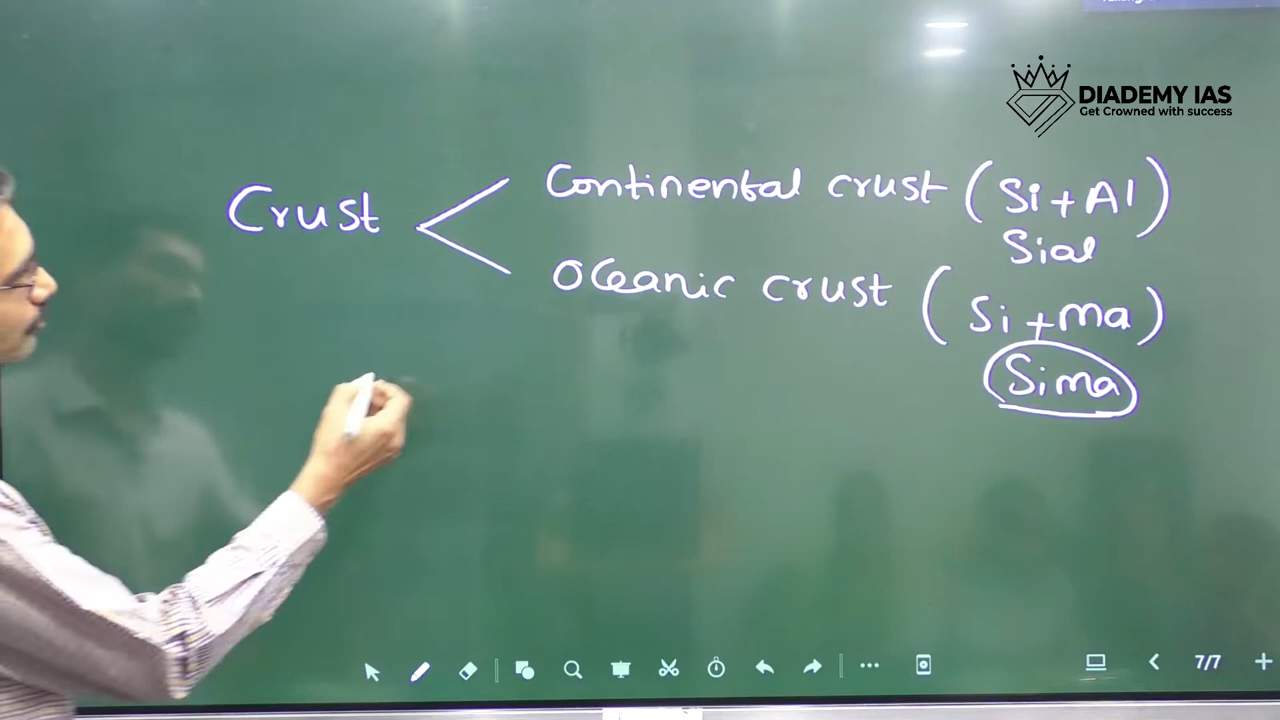 DIADEMY IAS
Get Crowned with success
Crust
Continental crust (Si+Al)
Sial
Oceanic crust (Si+Ma)
Sima
7/7